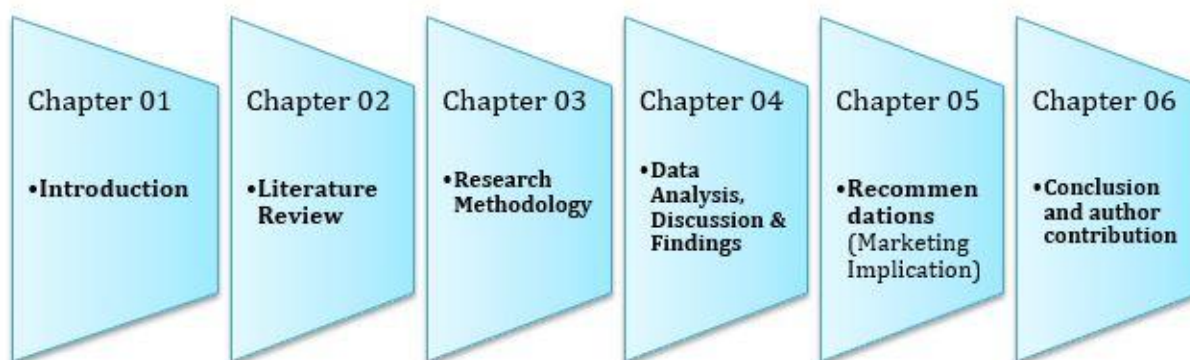 Chapter 01
•Introduction
Chapter 02
•Literature
Review
Chapter 03
•Research
Methodology
Chapter 04
•Data
Analysis,
Discussion &
Findings
Chapter 05
•Recommen
dations
(Marketing
Implication)
Chapter 06
•Conclusion
and author
contribution